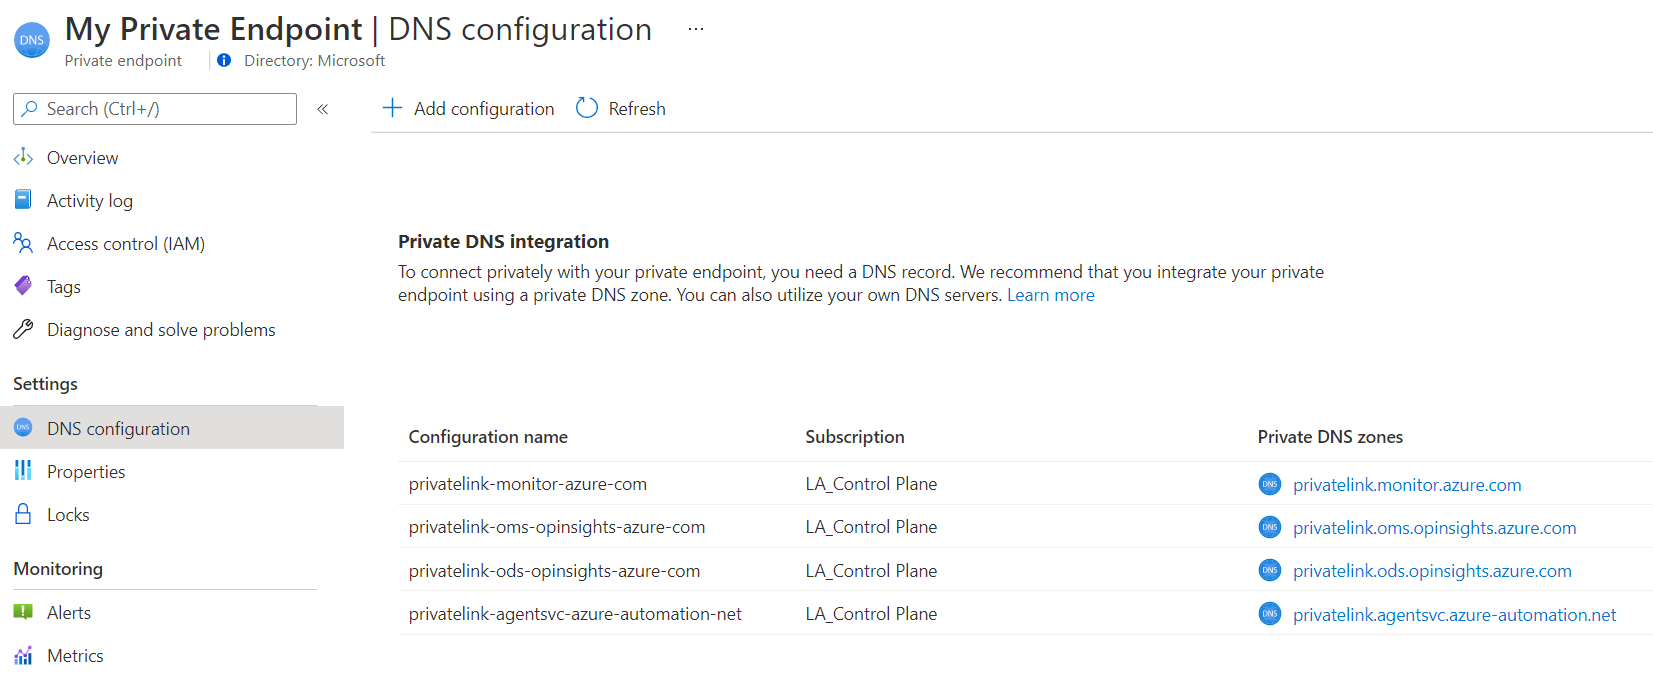 DNS
My Private Endpoint | DNS configuration ...
Private endpoint
Directory: Microsoft
Search (Ctrl+/)
«
Overview
Activity log
Access control (IAM)
Tags
Diagnose and solve problems
Settings
DNS DNS configuration
Properties
Locks
Monitoring
Alerts
Metrics
Add configuration Refresh
Private DNS integration
To connect privately with your private endpoint, you need a DNS record. We recommend that you integrate your private
endpoint using a private DNS zone. You can also utilize your own DNS servers. Learn more
Configuration name Subscription Private DNS zones
privatelink-monitor-azure-com LA_Control Plane DNS privatelink.monitor.azure.com
privatelink-oms-opinsights-azure-com LA_Control Plane DNS privatelink.oms.opinsights.azure.com
privatelink-ods-opinsights-azure-com LA_Control Plane DNS privatelink.ods.opinsights.azure.com
privatelink-agentsvc-azure-automation-net LA_Control Plane DNS privatelink.agentsvc.azure-automation.net